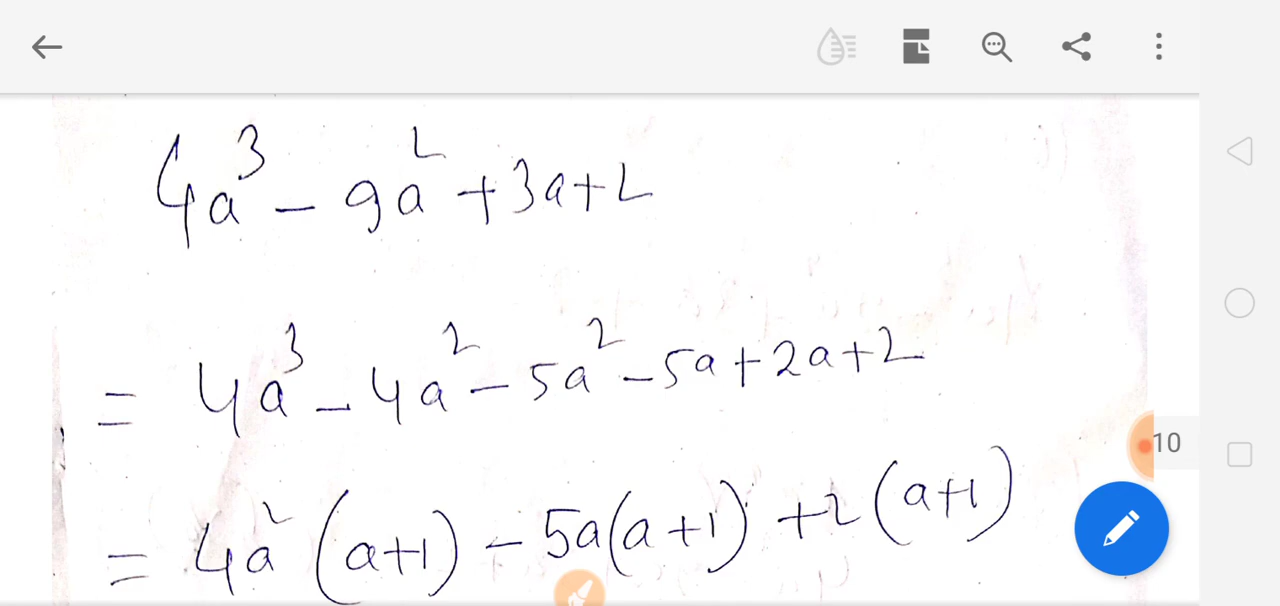 4a³ - 9a² + 3a + 2
= 4a³ - 4a² - 5a² - 5a + 2a + 2
10
= 4a² (a+1) - 5a(a+1) + 2(a+1)